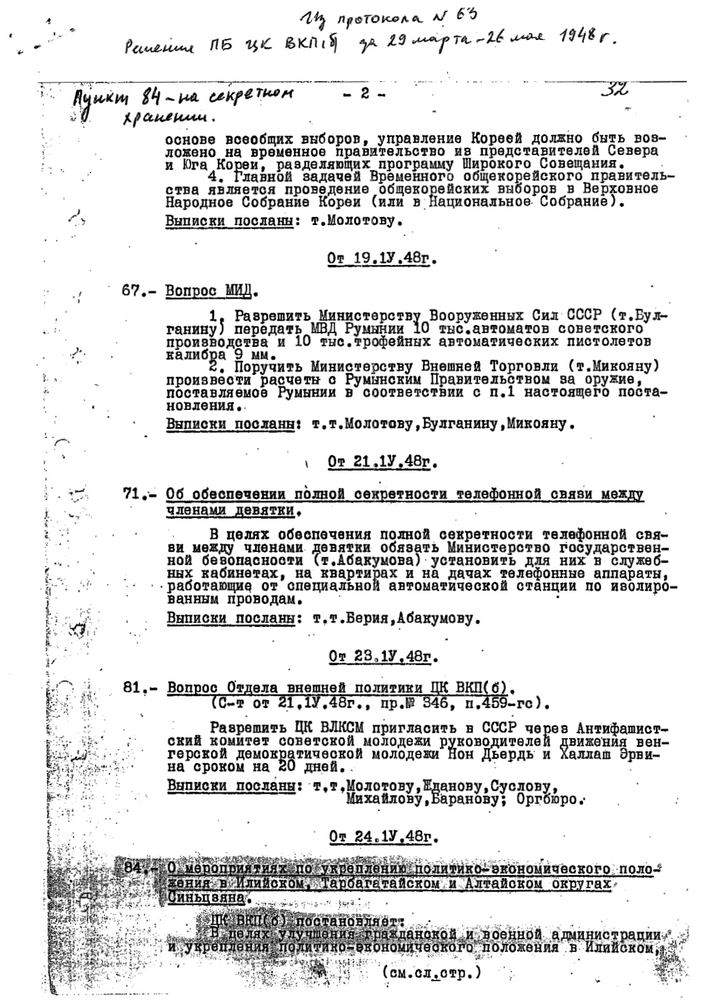 Из протокола N 63
Решение ПБ ЦК ВКП(б) за 29 марта - 26 мая 1948 г.
Пункт 84 - на секретном
хранении.
- 2 -
32
основе всеобщих выборов, управление Кореей должно быть воз-
ложено на временное правительство из представителей Севера
и Юга Кореи, разделяющих программу Широкого Совещания.
4. Главной задачей Временного общекорейского правитель-
ства является проведение общекорейских выборов в Верховное
Народное Собрание Кореи (или в Национальное Собрание).
Выписки посланы: т.Молотову.
От 19.1У.48г.
67.- Вопрос МИД.
1. Разрешить Министерству Вооруженных Сил СССР (т.Бул-
ганину) передать МВД Румынии 10 тыс.автоматов советского
производства и 10 тыс.трофейных автоматических пистолетов
калибра 9 мм.
2. Поручить Министерству Внешней Торговли (т.Микояну)
произвести расчеты с Румынским Правительством за оружие,
поставляемое Румынии в соответствии с п.1 настоящего поста-
новления.
Выписки посланы: т.т.Молотову,Булганину,Микояну.
От 21.1У.48г.
71.- Об обеспечении полной секретности телефонной связи между
членами девятки.
В целях обеспечения полной секретности телефонной свя-
зи между членами девятки обязать Министерство государствен-
ной безопасности (т.Абакумова) установить для них в служеб-
ных кабинетах, на квартирах и на дачах телефонные аппараты,
работающие от специальной автоматической станции по изолиро-
ванным проводам.
Выписки посланы: т.т.Берия,Абакумову.
От 23.1У.48г.
81.- Вопрос Отдела внешней политики ЦК ВКП(б).
(С-т от 21.1У.48г., пр.№ 346, п.459-гс).
Разрешить ЦК ВЛКСМ пригласить в СССР через Антифашист-
ский комитет советской молодежи руководителей движения вен-
герской демократической молодежи Нон Дьердь и Халлаш Эрви-
на сроком на 20 дней.
Выписки посланы: т.т.Молотову,Жданову,Суслову,
Михайлову,Баранову; Оргбюро.
От 24.1У.48г.
84.- О мероприятиях по укреплению политико-экономического поло-
жения в Илийском, Тарбагатайском и Алтайском округах
Синьцзяна.
ЦК ВКП(б) постановляет:
В целях улучшения гражданской и военной администрации
и укрепления политико-экономического положения в Илийском,
(см.сл.стр.)